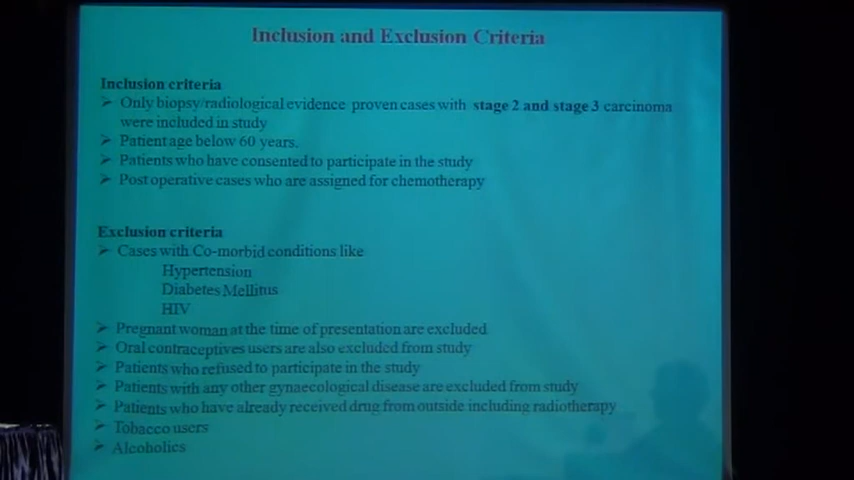 Inclusion and Exclusion Criteria
Inclusion criteria
➢ Only biopsy/radiological evidence proven cases with stage 2 and stage 3 carcinoma
were included in study
➢ Patient age below 60 years.
➢ Patients who have consented to participate in the study
➢ Post operative cases who are assigned for chemotherapy
Exclusion criteria
➢ Cases with Co-morbid conditions like
Hypertension
Diabetes Mellitus
HIV
➢ Pregnant woman at the time of presentation are excluded
➢ Oral contraceptives users are also excluded from study
➢ Patients who refused to participate in the study
➢ Patients with any other gynaecological disease are excluded from study
➢ Patients who have already received drug from outside including radiotherapy
➢ Tobacco users
➢ Alcoholics